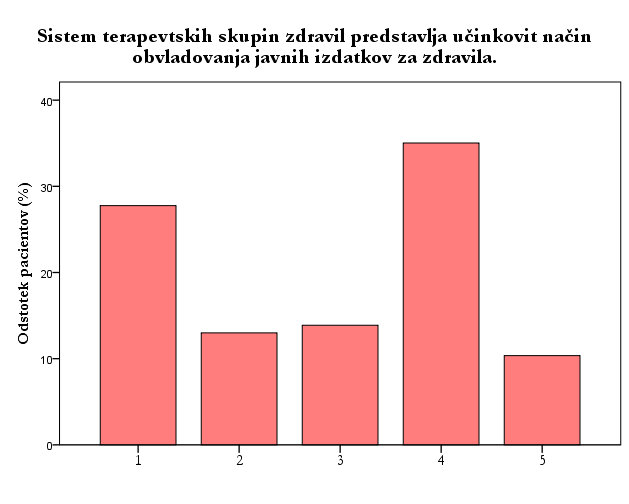 Sistem terapevtskih skupin zdravil predstavlja učinkovit način
obvladovanja javnih izdatkov za zdravila.
Odstotek pacientov (%)
40
30
20
10
0
1 2 3 4 5